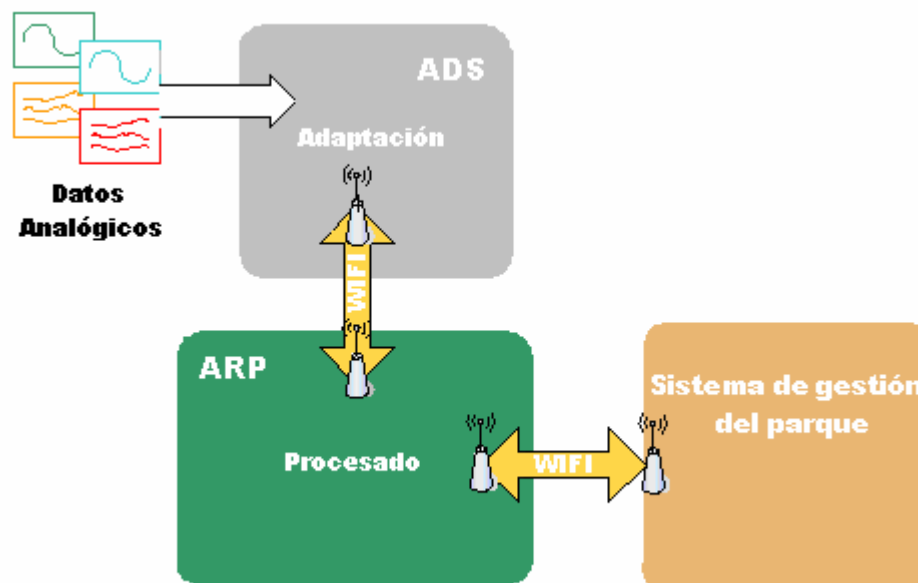 ADS
Adaptación
Datos
Analógicos
WIFI
ARP
Procesado
WIFI
Sistema de gestión
del parque